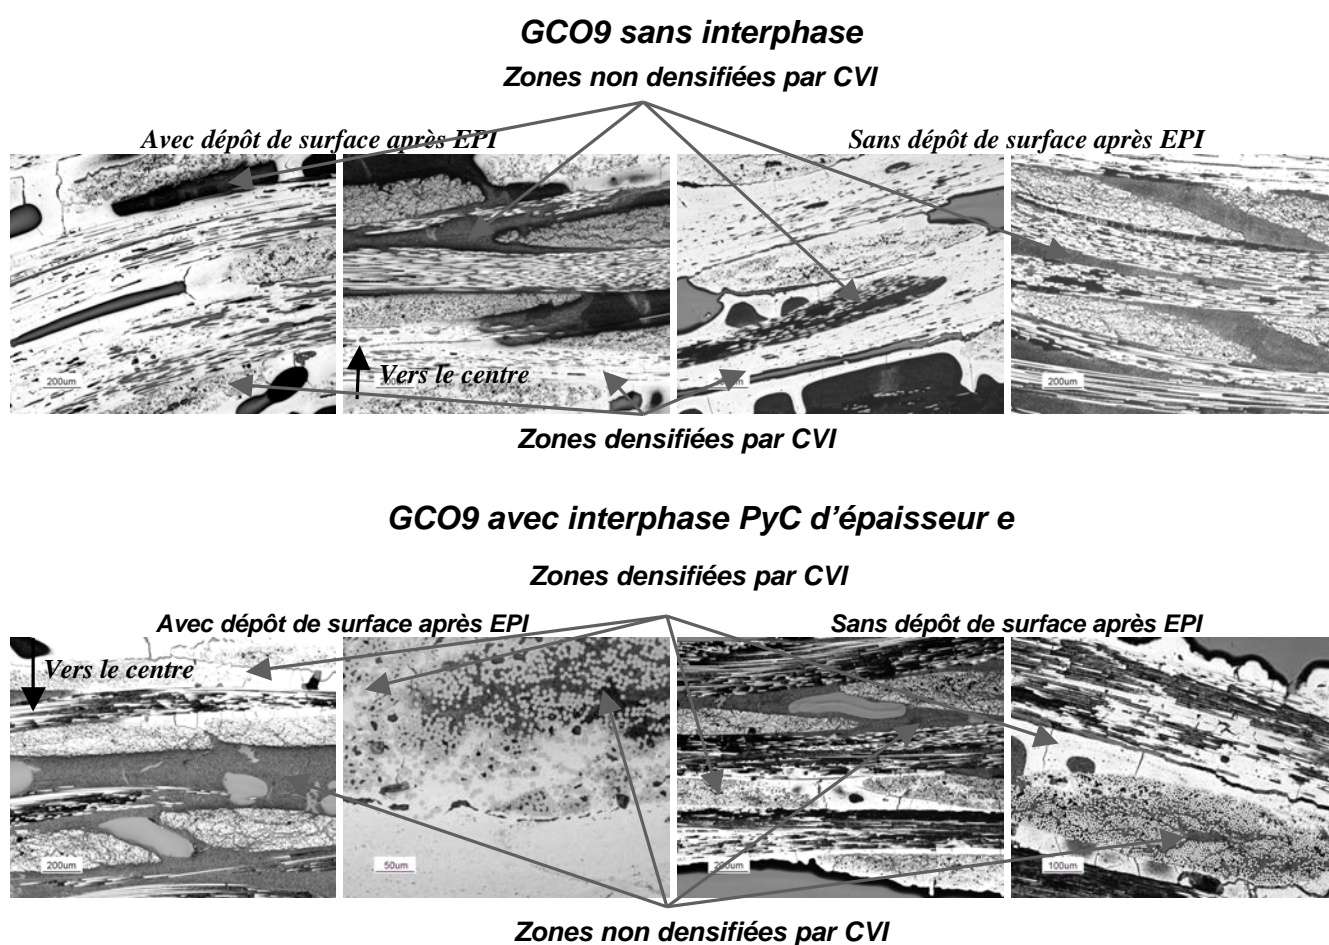 GCO9 sans interphase
Zones non densifiées par CVI
Avec dépôt de surface après EPI
Sans dépôt de surface après EPI
200um
Vers le centre
200um
200um
Zones densifiées par CVI
GCO9 avec interphase PyC d’épaisseur e
Zones densifiées par CVI
Avec dépôt de surface après EPI
Sans dépôt de surface après EPI
Vers le centre
200um
50um
200um
100um
Zones non densifiées par CVI